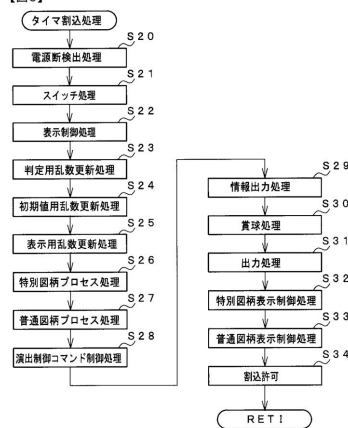 タイマ割込処理
S20
電源断検出処理
S21
スイッチ処理
S22
表示制御処理
S23
判定用乱数更新処理
S24
初期値用乱数更新処理
S25
表示用乱数更新処理
S26
特別図柄プロセス処理
S27
普通図柄プロセス処理
S28
演出制御コマンド制御処理
S29
情報出力処理
S30
賞球処理
S31
出力処理
S32
特別図柄表示制御処理
S33
普通図柄表示制御処理
S34
割込許可
RETI